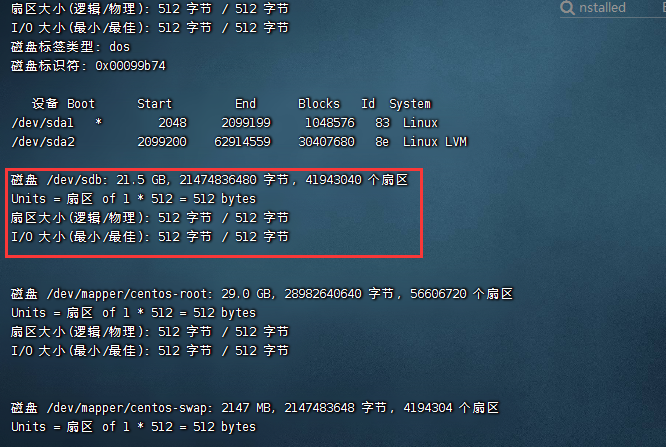 扇区大小(逻辑/物理): 512 字节 / 512 字节
nstalled
I/O 大小(最小/最佳): 512 字节 / 512 字节
磁盘标签类型: dos
磁盘标识符: 0x00099b74
设备 Boot Start End Blocks Id System
/dev/sda1 * 2048 2099199 1048576 83 Linux
/dev/sda2 2099200 62914559 30407680 8e Linux LVM
磁盘 /dev/sdb: 21.5 GB, 21474836480 字节, 41943040 个扇区
Units = 扇区 of 1 * 512 = 512 bytes
扇区大小(逻辑/物理): 512 字节 / 512 字节
I/O 大小(最小/最佳): 512 字节 / 512 字节
磁盘 /dev/mapper/centos-root: 29.0 GB, 28982640640 字节, 56606720 个扇区
Units = 扇区 of 1 * 512 = 512 bytes
扇区大小(逻辑/物理): 512 字节 / 512 字节
I/O 大小(最小/最佳): 512 字节 / 512 字节
磁盘 /dev/mapper/centos-swap: 2147 MB, 2147483648 字节, 4194304 个扇区
Units = 扇区 of 1 * 512 = 512 bytes